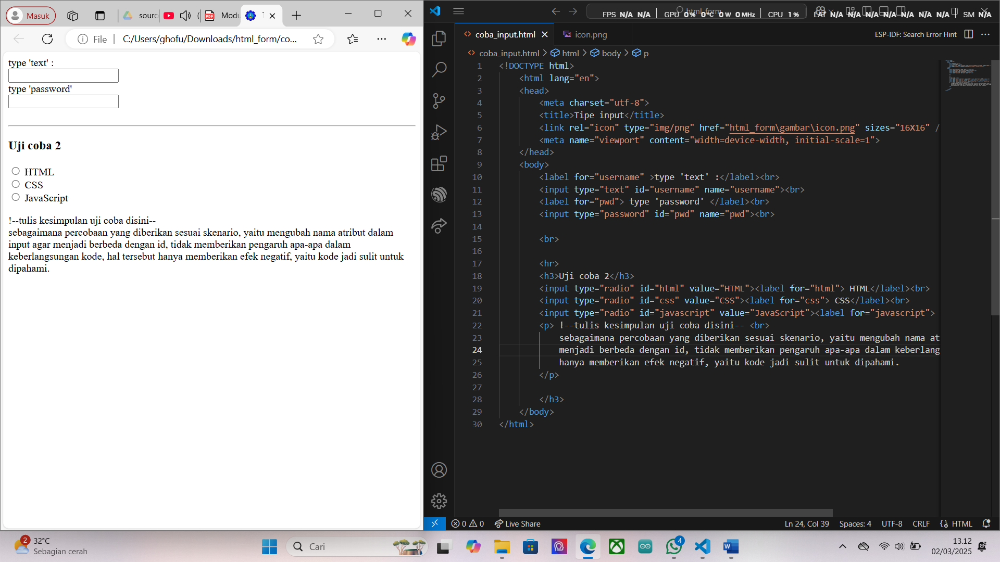 Masuk
sourc
Modu
T
File
C:/Users/ghofu/Downloads/html_form/co...
type 'text' :
type 'password'
Uji coba 2
HTML
CSS
JavaScript
!--tulis kesimpulan uji coba disini--
sebagaimana percobaan yang diberikan sesuai skenario, yaitu mengubah nama atribut dalam
input agar menjadi berbeda dengan id, tidak memberikan pengaruh apa-apa dalam
keberlangsungan kode, hal tersebut hanya memberikan efek negatif, yaitu kode jadi sulit untuk
dipahami.
html_form
FPS N/A N/A GPU 0% 0°C 0W 0MHz CPU 1% LAT N/A N/A N/A N/A N/A N/A N/A SM N/A
coba_input.html
icon.png
ESP-IDF: Search Error Hint
coba_input.html > html > body > p
1 <!DOCTYPE html>
2 <html lang="en">
3 <head>
4 <meta charset="utf-8">
5 <title>Tipe input</title>
6 <link rel="icon" type="img/png" href="html_form\gambar\icon.png" sizes="16X16" /
7 <meta name="viewport" content="width=device-width, initial-scale=1">
8 </head>
9 <body>
10 <label for="username" >type 'text' :</label><br>
11 <input type="text" id="username" name="username"><br>
12 <label for="pwd"> type 'password' </label><br>
13 <input type="password" id="pwd" name="pwd"><br>
14
15 <br>
16
17 <hr>
18 <h3>Uji coba 2</h3>
19 <input type="radio" id="html" value="HTML"><label for="html"> HTML</label><br>
20 <input type="radio" id="css" value="CSS"><label for="css"> CSS</label><br>
21 <input type="radio" id="javascript" value="JavaScript"><label for="javascript">
22 <p> !--tulis kesimpulan uji coba disini-- <br>
23 sebagaimana percobaan yang diberikan sesuai skenario, yaitu mengubah nama at
24 menjadi berbeda dengan id, tidak memberikan pengaruh apa-apa dalam keberlang
25 hanya memberikan efek negatif, yaitu kode jadi sulit untuk dipahami.
26 </p>
27
28 </h3>
29 </body>
30 </html>
0 0 Live Share
Ln 24, Col 39 Spaces: 4 UTF-8 CRLF HTML
2
32°C
Sebagian cerah
Cari
4
13.12
02/03/2025